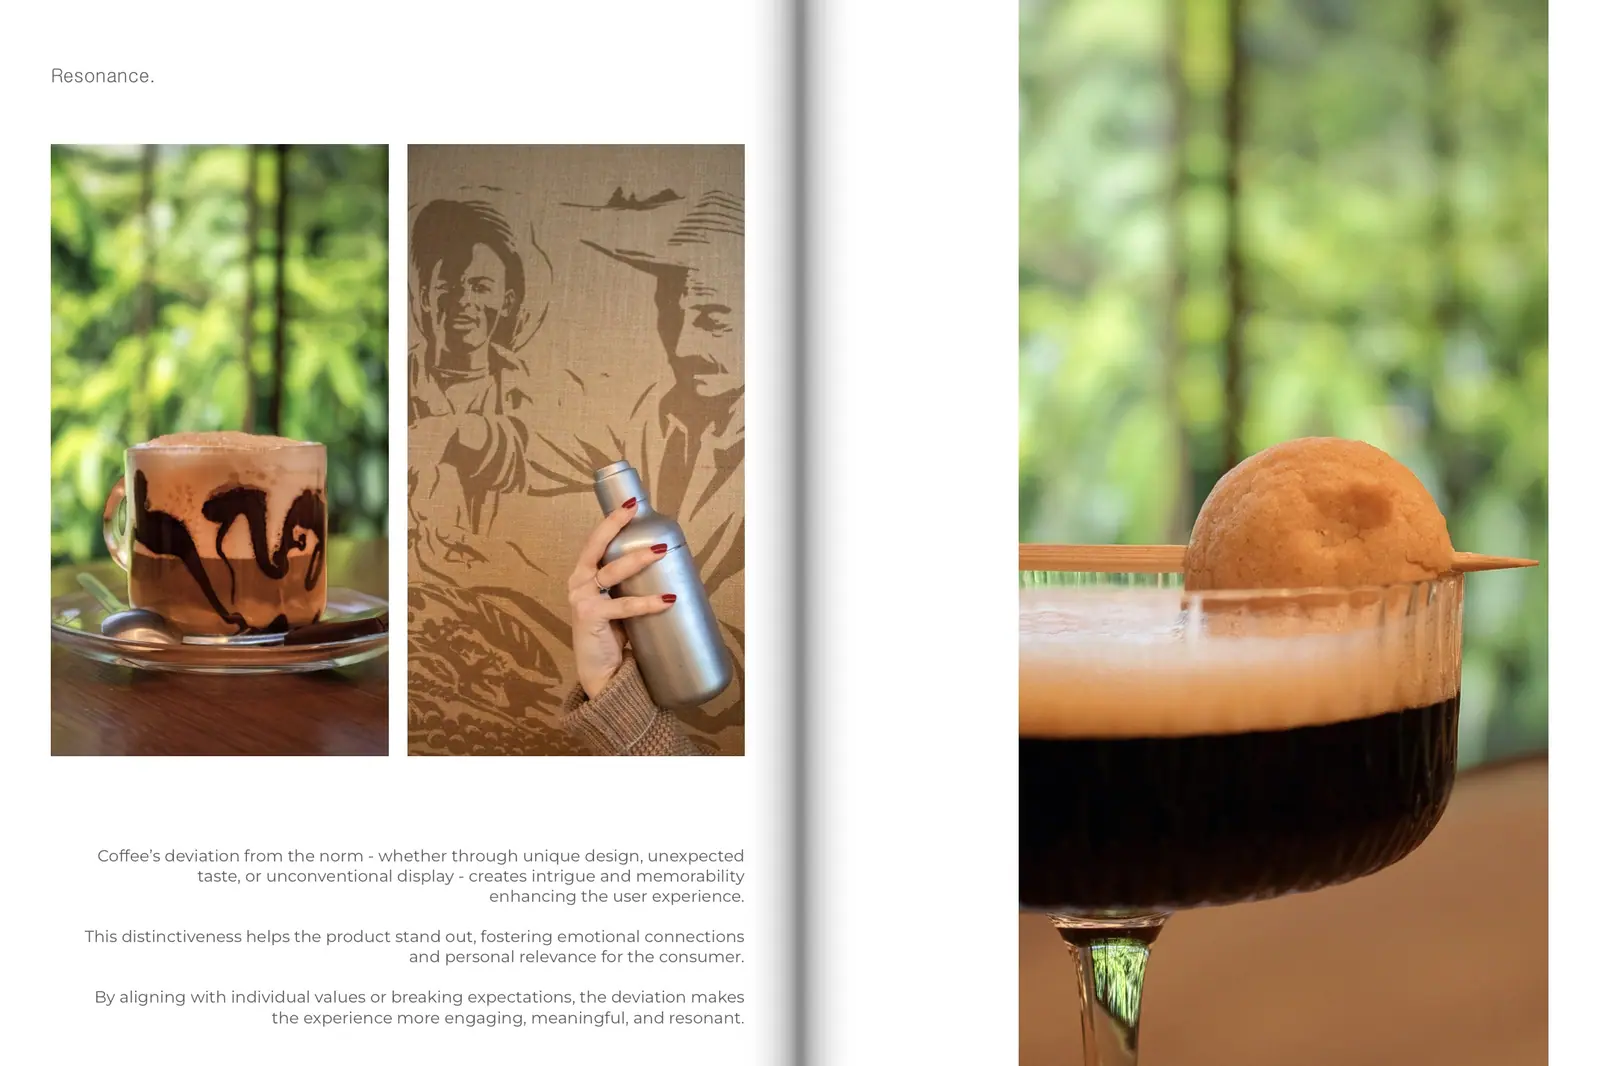 Resonance.
Coffee’s deviation from the norm - whether through unique design, unexpected
taste, or unconventional display - creates intrigue and memorability
enhancing the user experience.
This distinctiveness helps the product stand out, fostering emotional connections
and personal relevance for the consumer.
By aligning with individual values or breaking expectations, the deviation makes
the experience more engaging, meaningful, and resonant.